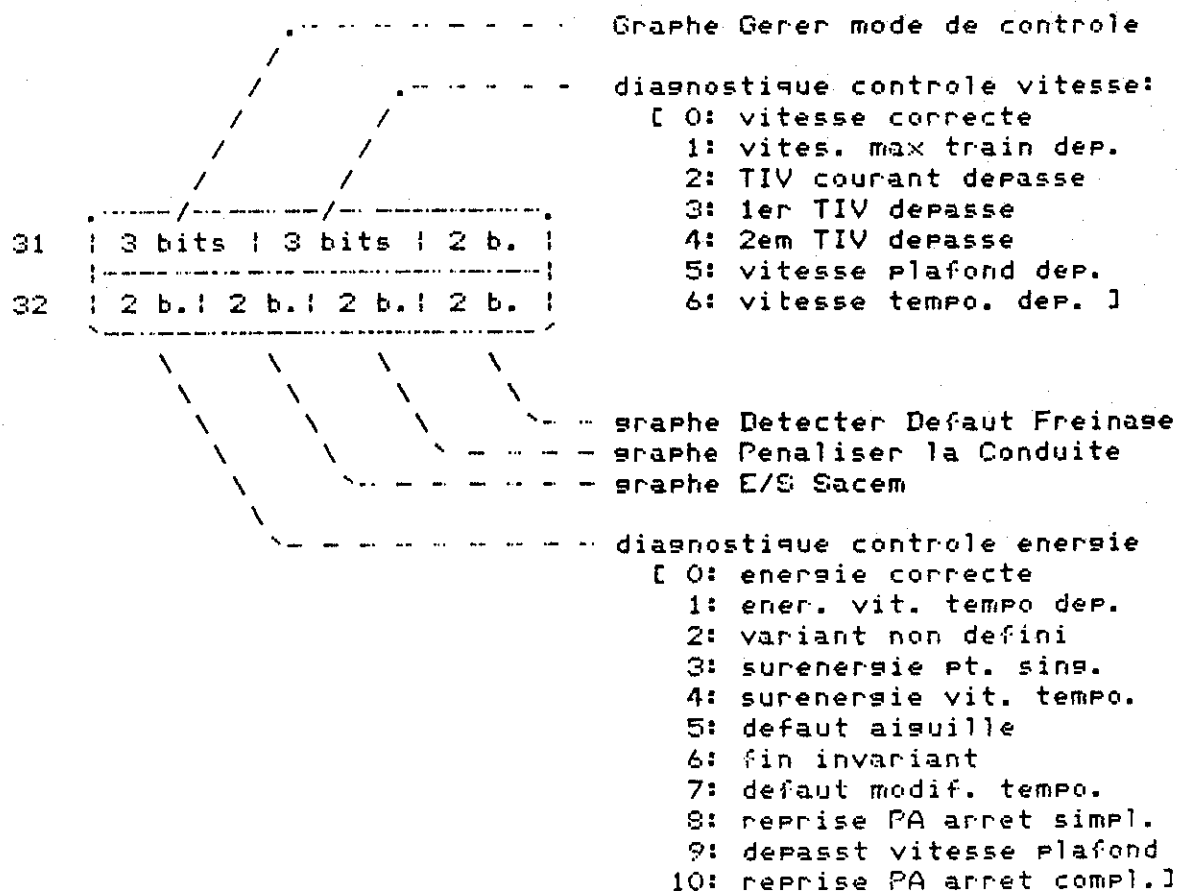 Graphe Gerer mode de controle
diagnostique controle vitesse:
[ 0: vitesse correcte
1: vites. max train dep.
2: TIV courant depasse
3: 1er TIV depasse
31 | 3 bits | 3 bits | 2 b. |
4: 2em TIV depasse
5: vitesse plafond dep.
32 | 2 b.| 2 b.| 2 b.| 2 b. |
6: vitesse tempo. dep. ]
graphe Detecter Defaut Freinage
graphe Penaliser la Conduite
graphe E/S Sacem
diagnostique controle energie
[ 0: energie correcte
1: ener. vit. tempo dep.
2: variant non defini
3: surenergie pt. sing.
4: surenergie vit. tempo.
5: defaut aiguille
6: fin invariant
7: defaut modif. tempo.
8: reprise PA arret simpl.
9: depasst vitesse plafond
10: reprise PA arret compl.]